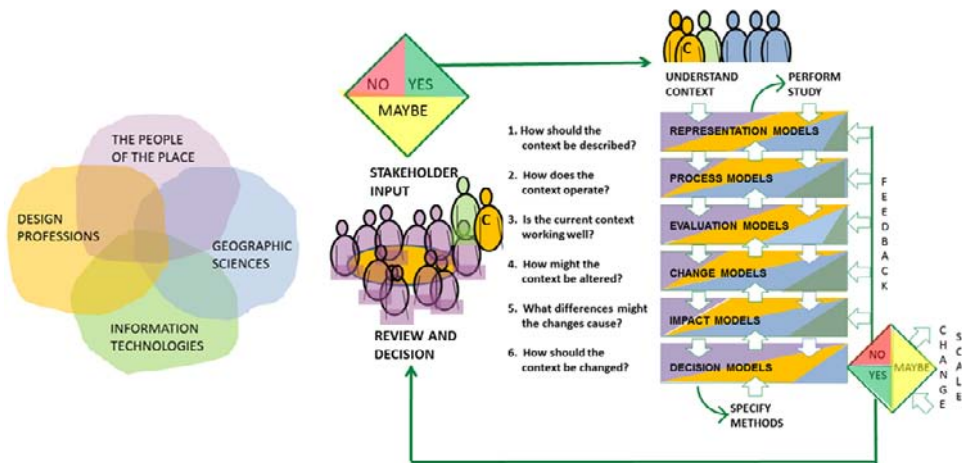 THE PEOPLE
OF THE PLACE
DESIGN
PROFESSIONS
GEOGRAPHIC
SCIENCES
INFORMATION
TECHNOLOGIES
NO YES
MAYBE
STAKEHOLDER
INPUT
C
REVIEW AND
DECISION
1. How should the
context be described?
2. How does the
context operate?
3. Is the current context
working well?
4. How might the
context be altered?
5. What differences might
the changes cause?
6. How should the
context be changed?
C
UNDERSTAND
CONTEXT
PERFORM
STUDY
REPRESENTATION MODELS
PROCESS MODELS
EVALUATION MODELS
CHANGE MODELS
IMPACT MODELS
DECISION MODELS
SPECIFY
METHODS
FEEDBACK
NO
YES
MAYBE
CHANGE
SCALE